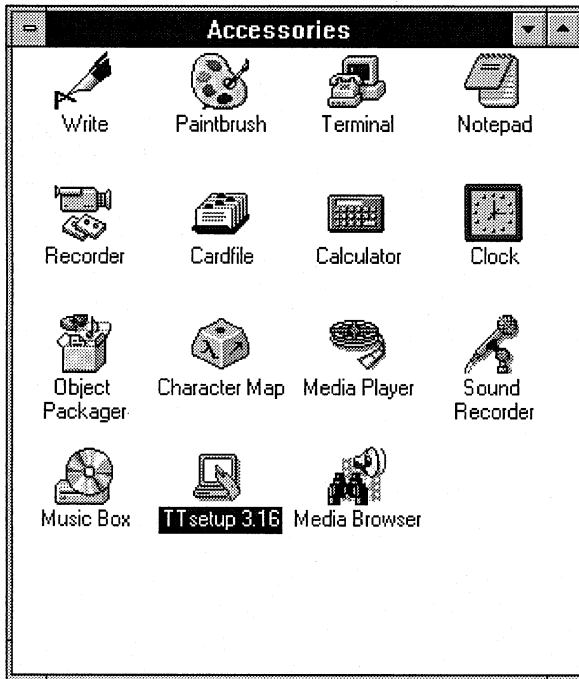 Accessories
Write Paintbrush Terminal Notepad
Recorder Cardfile Calculator Clock
Object Character Map Media Player Sound
Packager Recorder
Music Box TTsetup 3.16 Media Browser